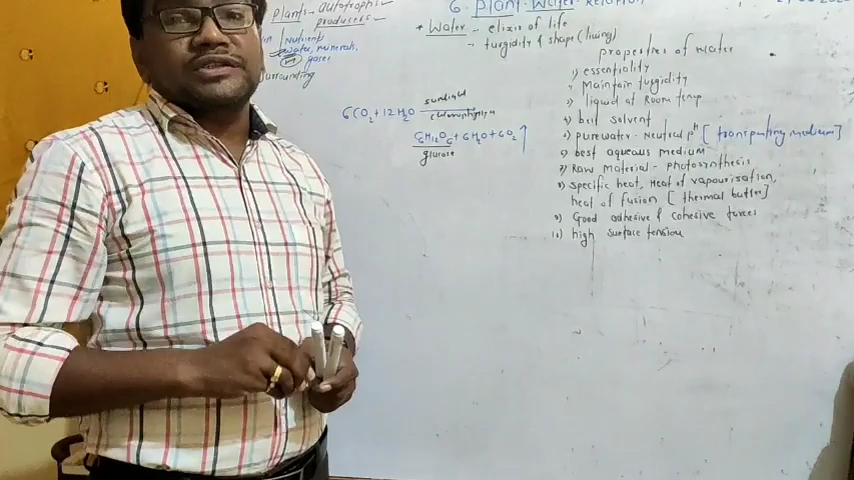 Plants - autotrophs
producers
nutrients
water, minerals,
gases
surrounding
6CO2 + 12H2O sunlight
chlorophyll
C6H12O6 + 6H2O + 6O2 ↑
glucose
6. Plant - Water - Relation
* Water - elixir of life
- turgidity & shape (living)
properties of water
1) essentiality
Maintain turgidity
3) liquid at Room temp
4) best solvent
5) pure water - Neutral pH [transporting medium]
6) best aqueous medium
7) Raw Material - photosynthesis
8) specific heat, Heat of vapourisation,
heat of fusion [thermal buffer]
9) Good adhesive & cohesive forces
10) high surface tension